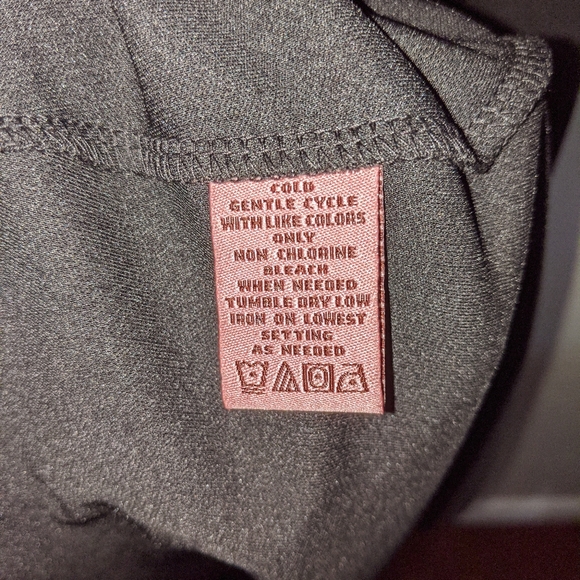 COLD
GENTLE CYCLE
WITH LIKE COLORS
ONLY
NON CHLORINE
BLEACH
WHEN NEEDED
TUMBLE DRY LOW
IRON ON LOWEST
SETTING
AS NEEDED